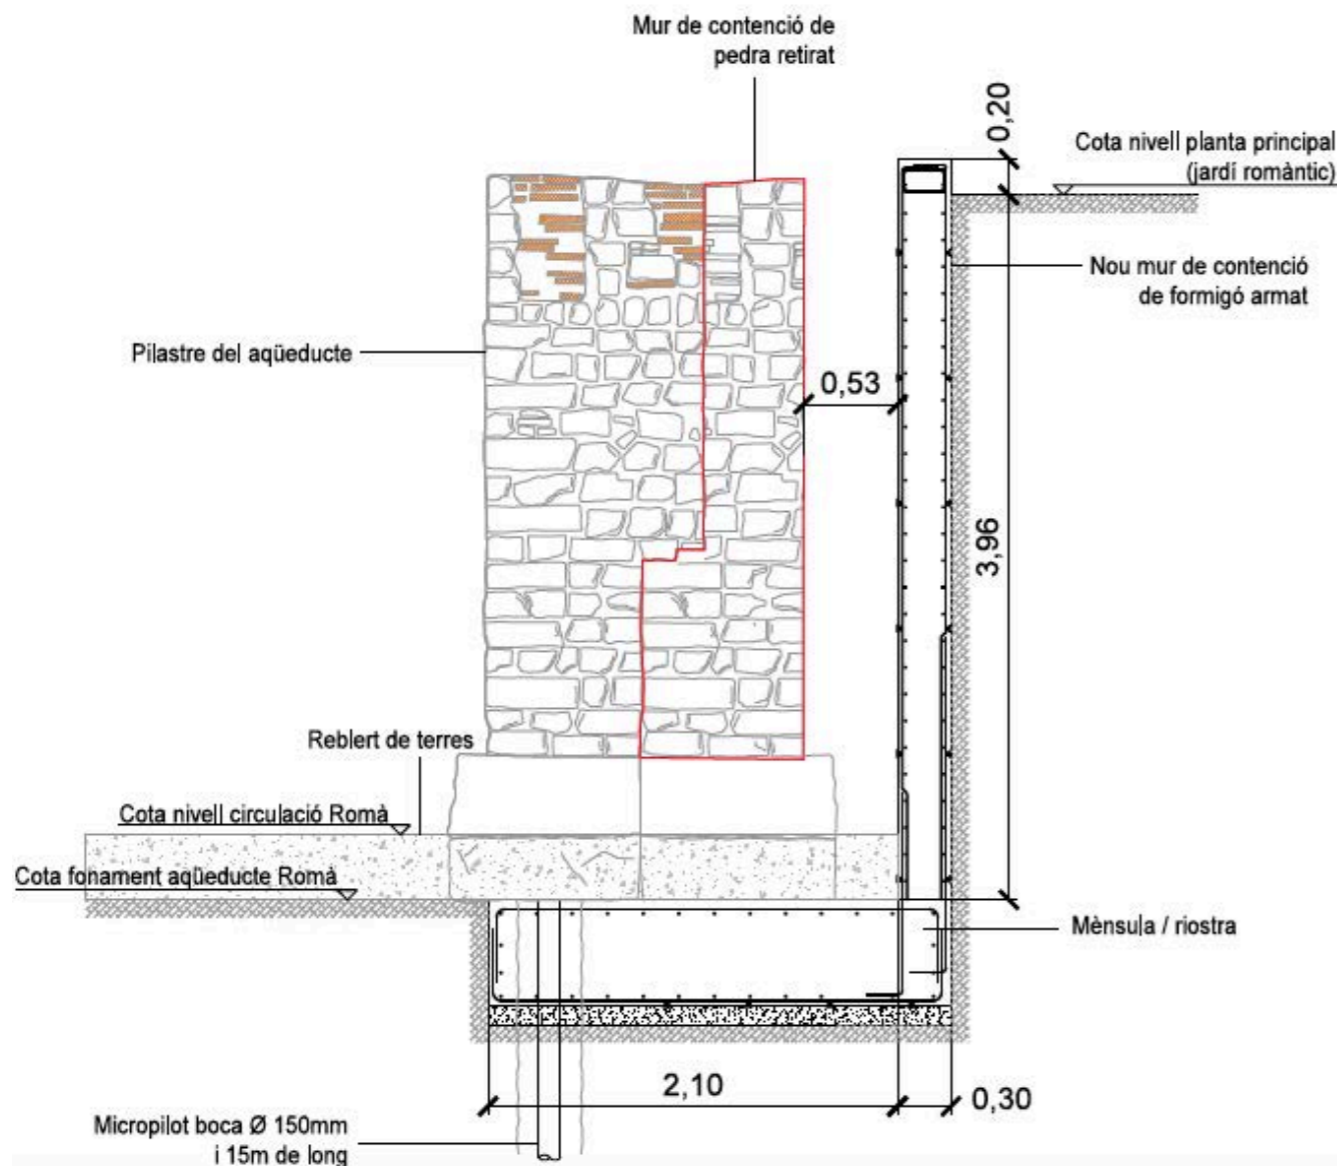 Mur de contenció de
pedra retirat
0,20
Cota nivell planta principal
(jardí romàntic)
Nou mur de contenció
de formigó armat
Pilastre del aqüeducte
0,53
3,96
Reblert de terres
Cota nivell circulació Romà
Cota fonament aqüeducte Romà
Mènsula / riostra
2,10
0,30
Micropilot boca Ø 150mm
i 15m de long